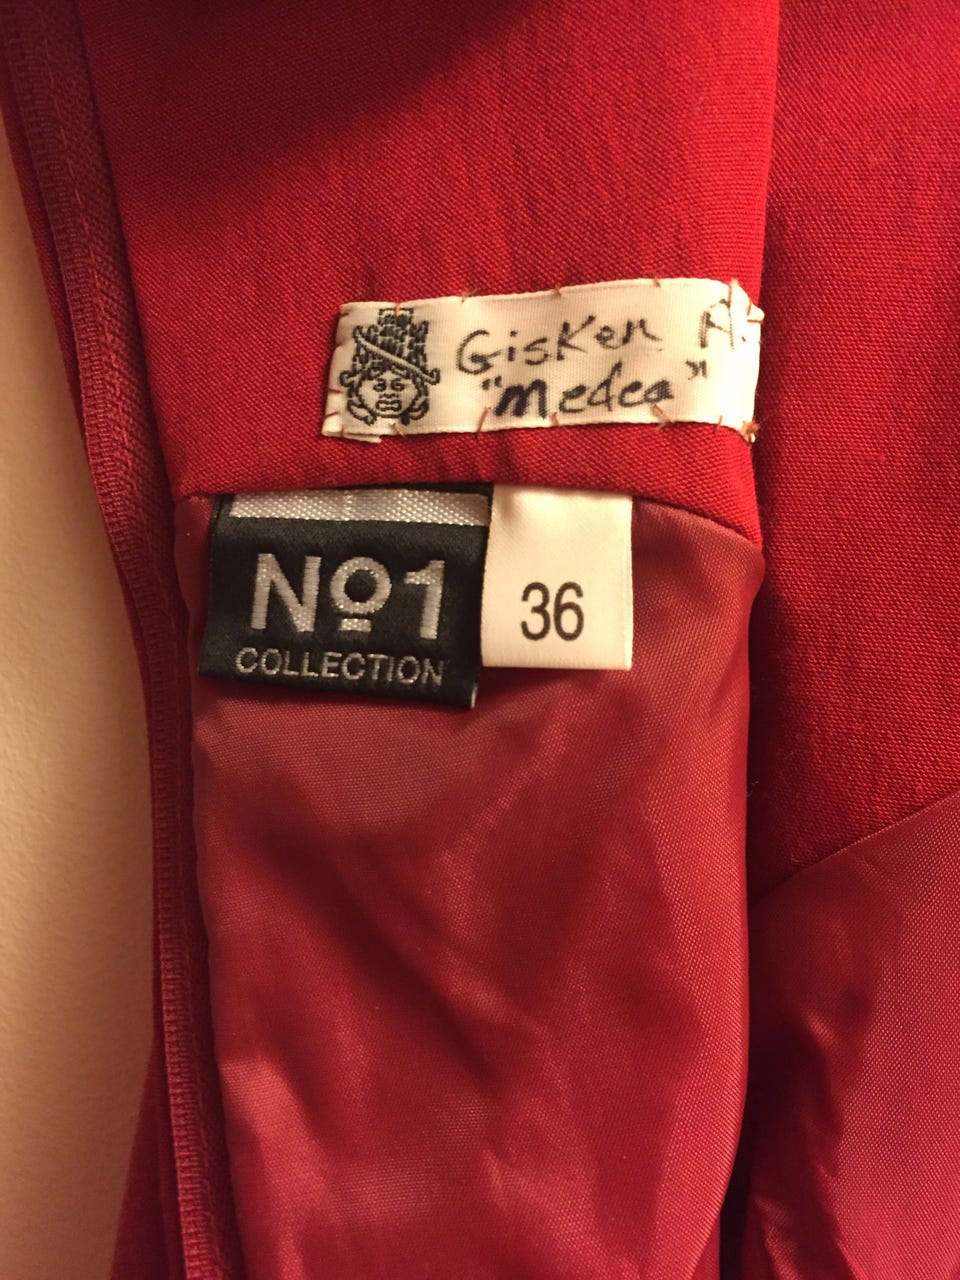 Gisken A.
"Medea"
Nº1
COLLECTION
36